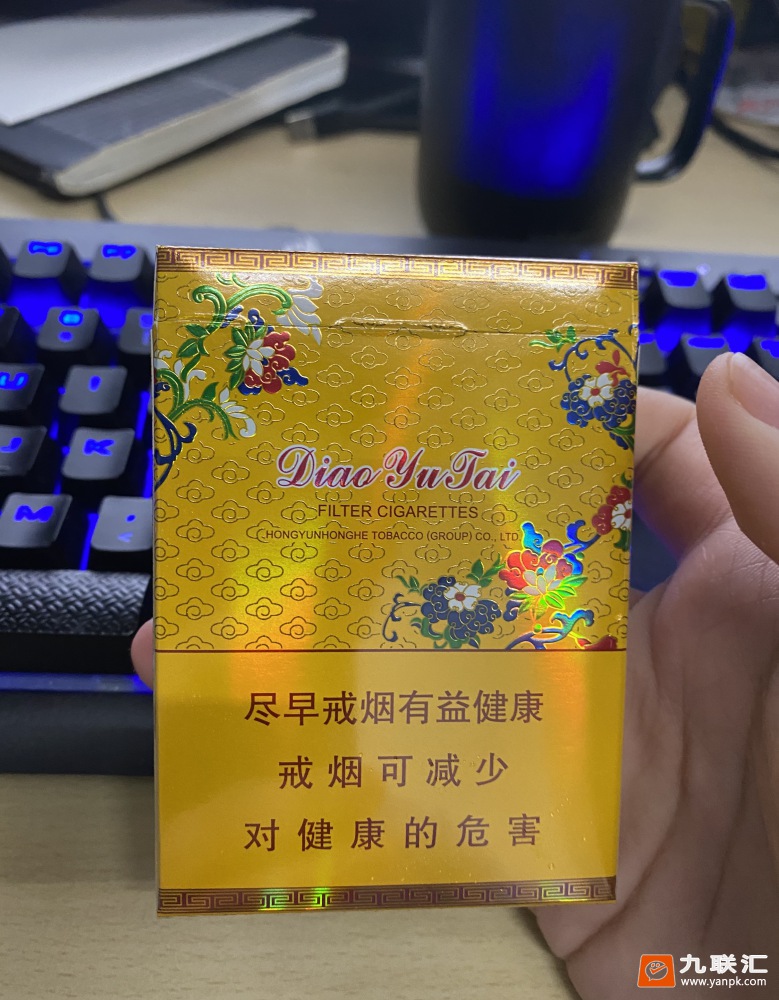 Diao Yu Tai
FILTER CIGARETTES
HONGYUNHONGHE TOBACCO (GROUP) CO., LTD
尽早戒烟有益健康
戒烟可减少
对健康的危害
U
I
J
K
M
九联汇
www.yanpk.com